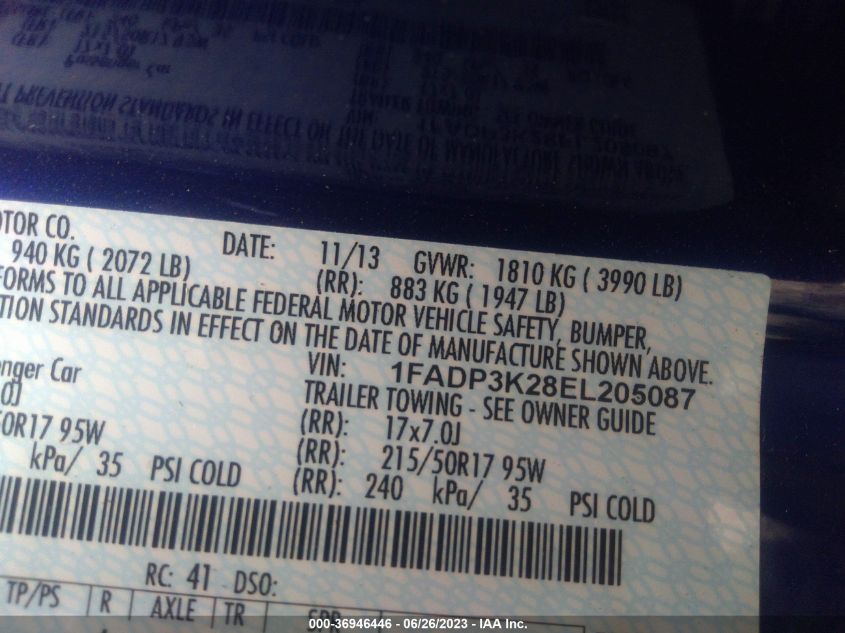 OTOR CO.
DATE: 11/13 GVWR: 1810 KG ( 3990 LB)
940 KG ( 2072 LB) (RR): 883 KG ( 1947 LB)
FORMS TO ALL APPLICABLE FEDERAL MOTOR VEHICLE SAFETY, BUMPER,
TION STANDARDS IN EFFECT ON THE DATE OF MANUFACTURE SHOWN ABOVE.
VIN: 1FADP3K28EL205087
enger Car TRAILER TOWING - SEE OWNER GUIDE
0J (RR): 17x7.0J
50R17 95W (RR): 215/50R17 95W
kPa/ 35 PSI COLD (RR): 240 kPa/ 35 PSI COLD
RC: 41 DSO:
TP/PS R AXLE TR SPR
000-36946446 - 06/26/2023 - IAA Inc.